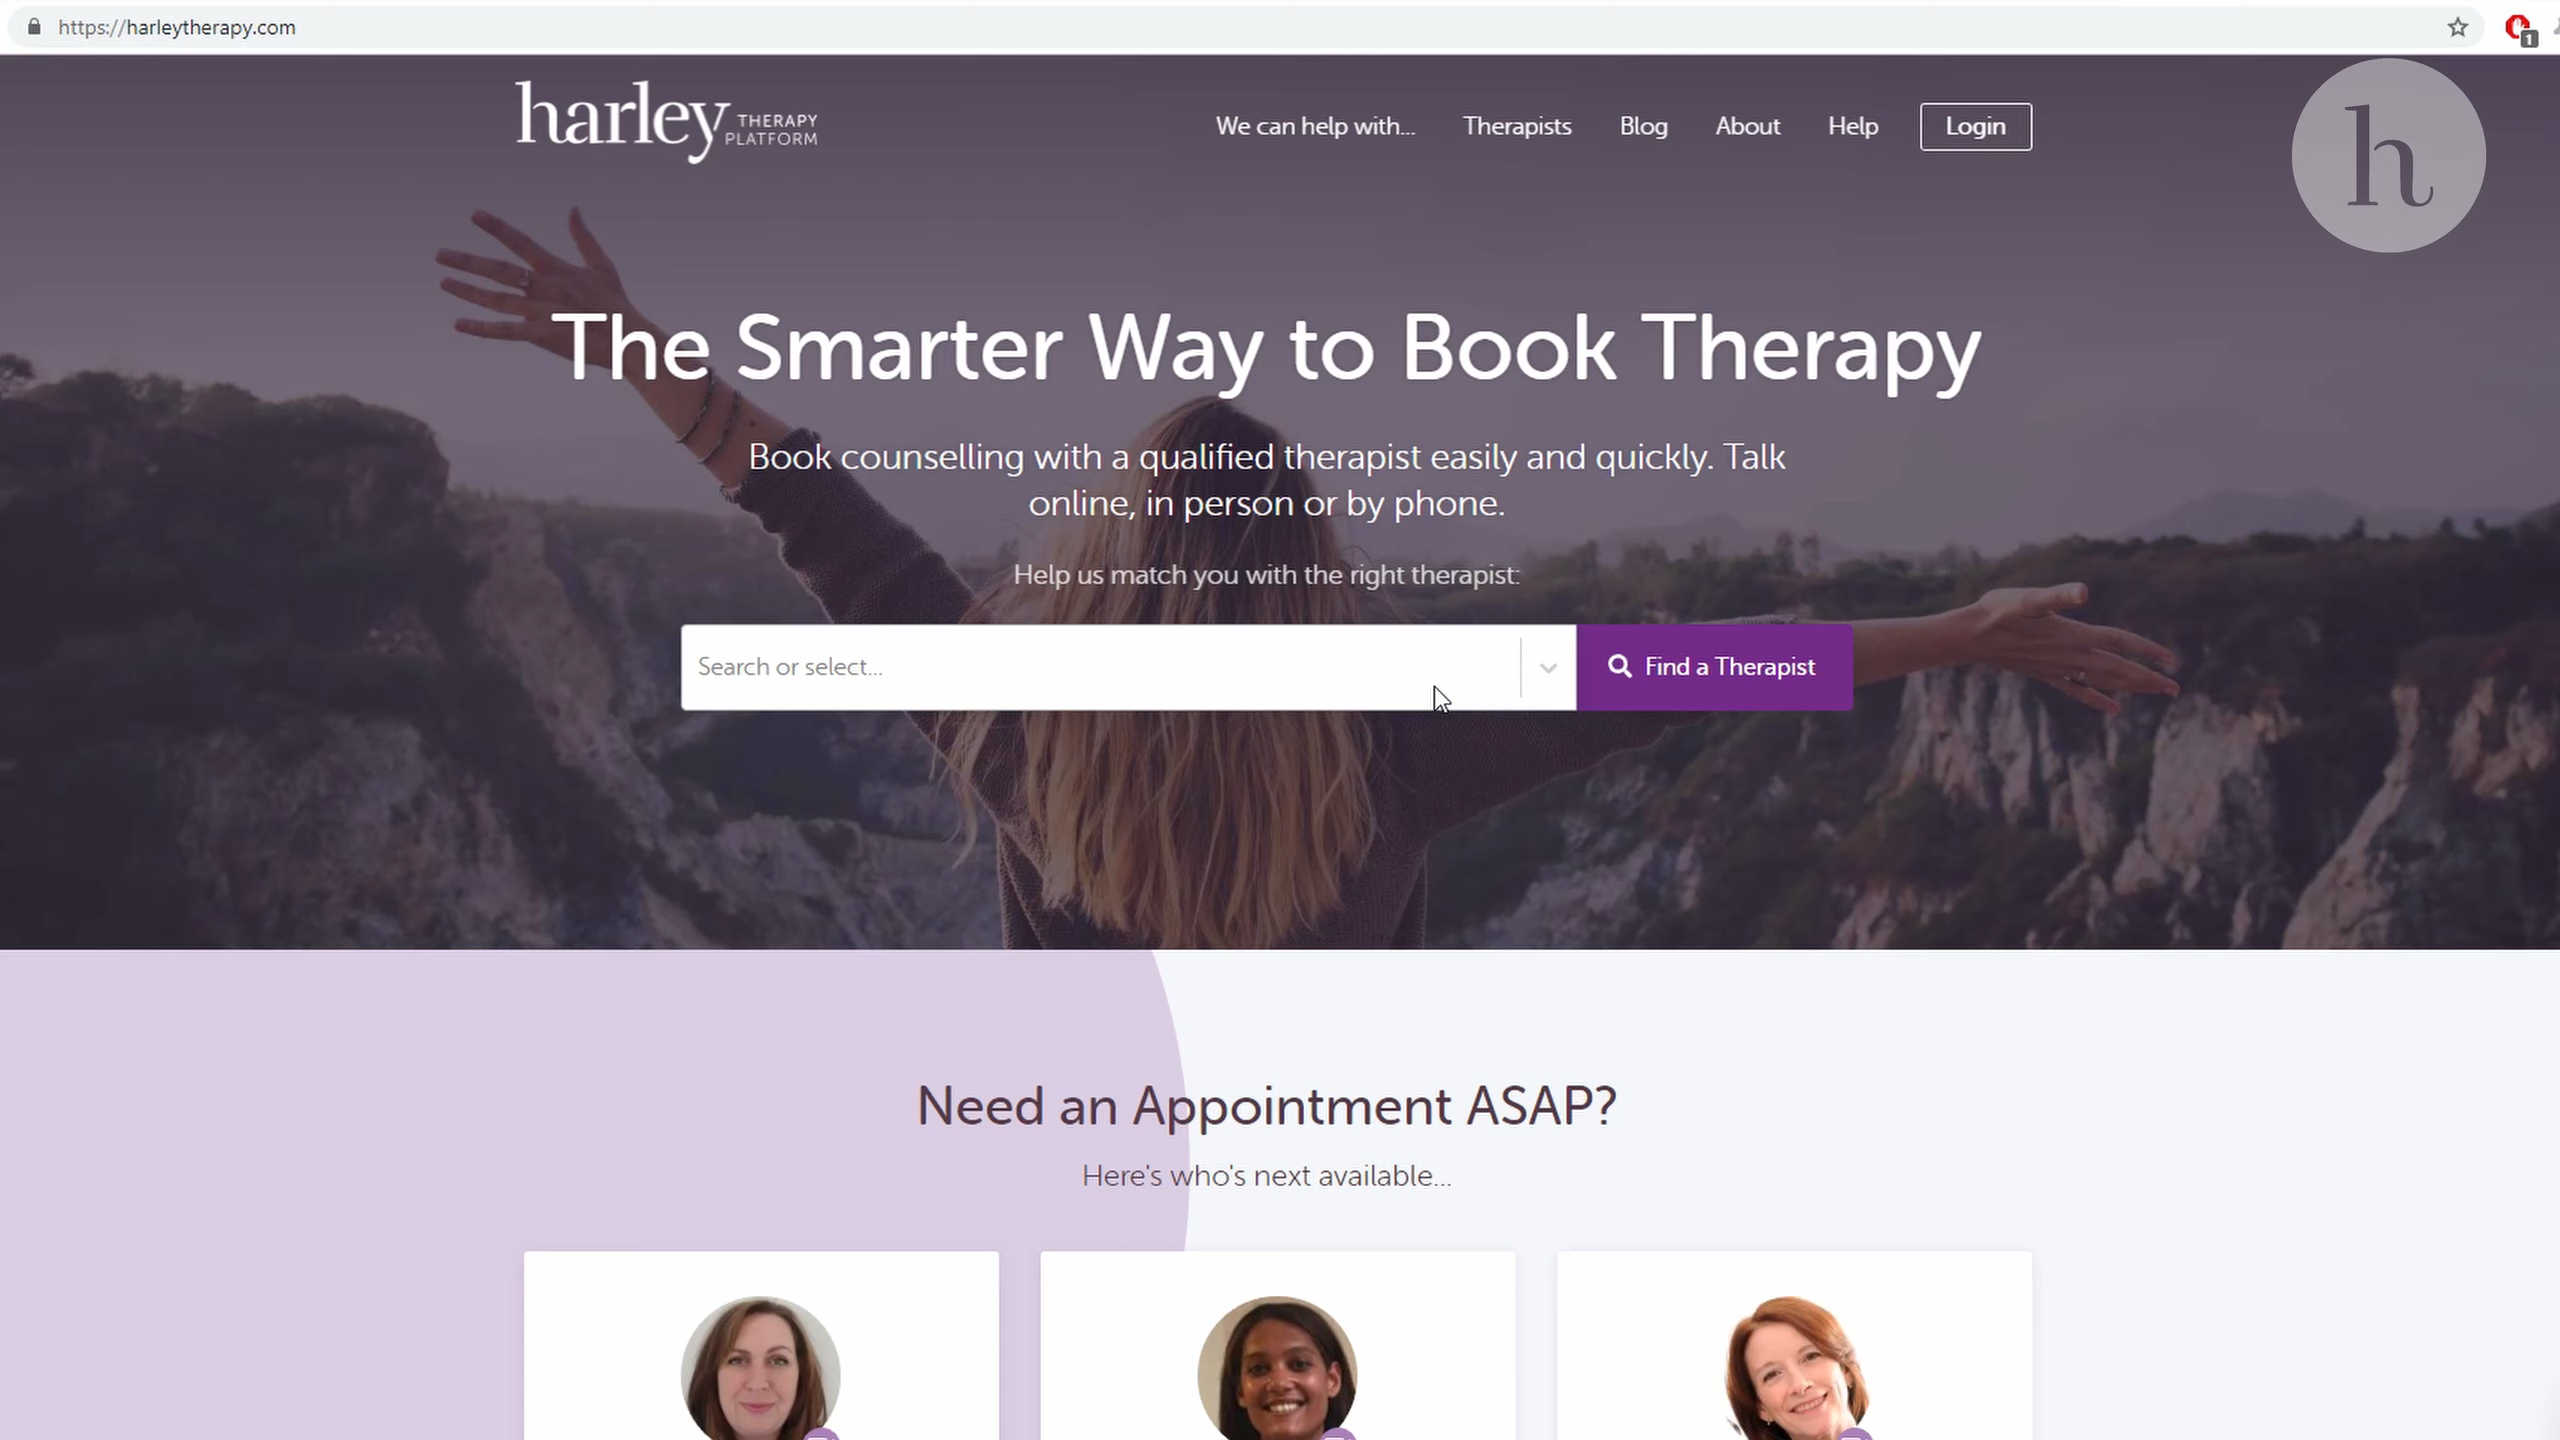 https://harleytherapy.com
1
harley THERAPY
PLATFORM
We can help with... Therapists Blog About Help Login
h
The Smarter Way to Book Therapy
Book counselling with a qualified therapist easily and quickly. Talk
online, in person or by phone.
Help us match you with the right therapist:
Search or select... Find a Therapist
Need an Appointment ASAP?
Here's who's next available...